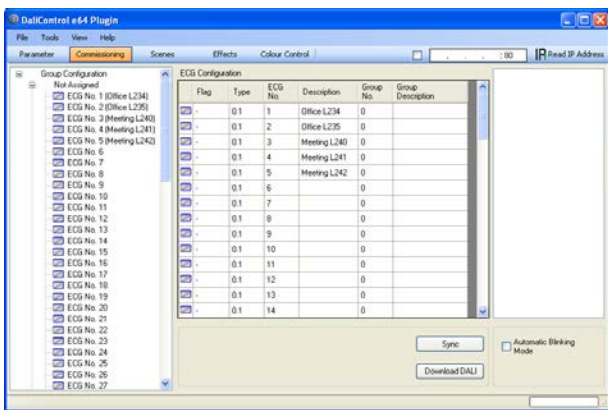 DaliControl e64 Plugin
File Tools View Help
Parameter Commissioning Scenes Effects Colour Control . . . :80 IP Read IP Address
Group Configuration
Not Assigned
ECG No. 1 (Office L234)
ECG No. 2 (Office L235)
ECG No. 3 (Meeting L240)
ECG No. 4 (Meeting L241)
ECG No. 5 (Meeting L242)
ECG No. 6
ECG No. 7
ECG No. 8
ECG No. 9
ECG No. 10
ECG No. 11
ECG No. 12
ECG No. 13
ECG No. 14
ECG No. 15
ECG No. 16
ECG No. 17
ECG No. 18
ECG No. 19
ECG No. 20
ECG No. 21
ECG No. 22
ECG No. 23
ECG No. 24
ECG No. 25
ECG No. 26
ECG No. 27
ECG Configuration
Flag Type ECG No. Description Group No. Group Description
- 0.1 1 Office L234 0
- 0.1 2 Office L235 0
- 0.1 3 Meeting L240 0
- 0.1 4 Meeting L241 0
- 0.1 5 Meeting L242 0
- 0.1 6 0
- 0.1 7 0
- 0.1 8 0
- 0.1 9 0
- 0.1 10 0
- 0.1 11 0
- 0.1 12 0
- 0.1 13 0
- 0.1 14 0
Sync
Download DALI
Automatic Blinking
Mode